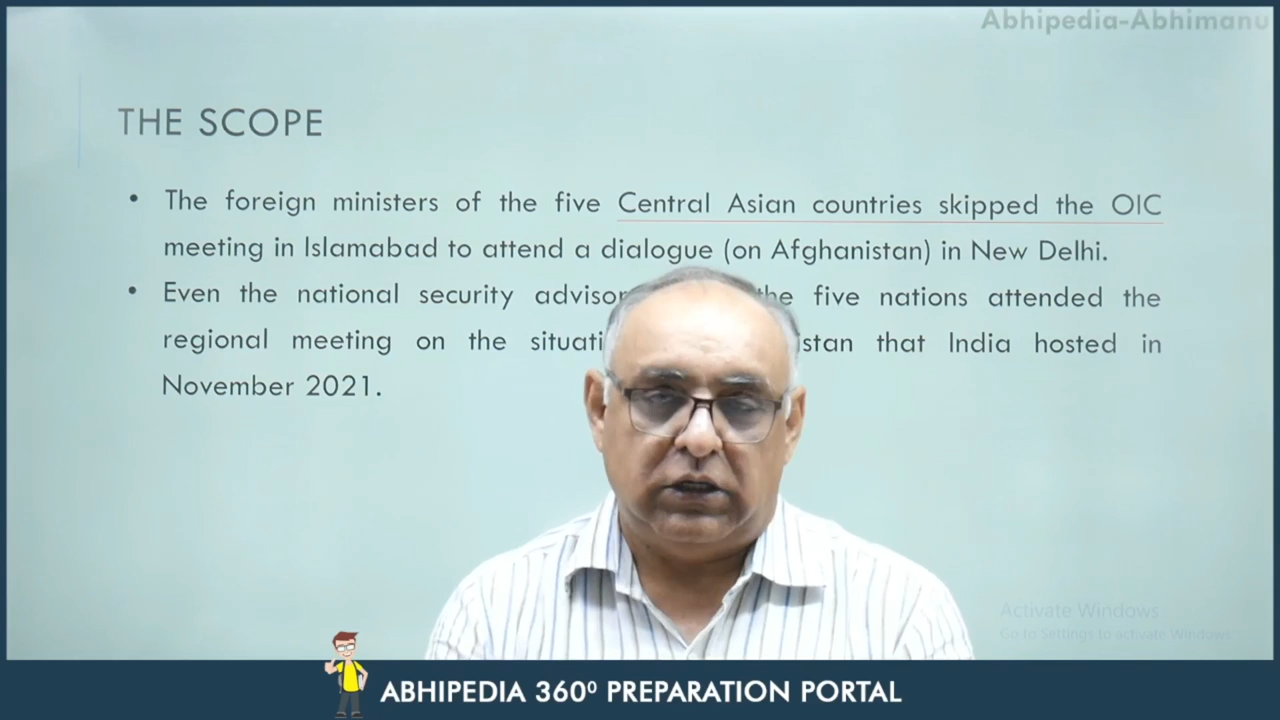 Abhipedia-Abhimanu
THE SCOPE
• The foreign ministers of the five Central Asian countries skipped the OIC
meeting in Islamabad to attend a dialogue (on Afghanistan) in New Delhi.
• Even the national security advisor he five nations attended the
regional meeting on the situati stan that India hosted in
November 2021.
Activate Windows
Go to Settings to activate Windows.
ABHIPEDIA 360⁰ PREPARATION PORTAL